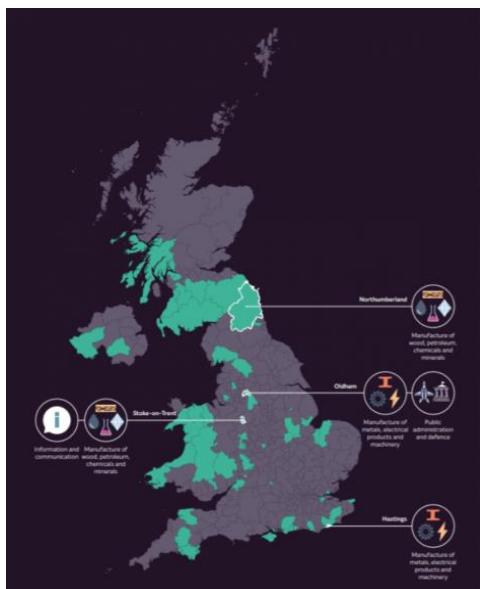 Northumberland
Manufacture
of wood, petroleum,
chemicals and
minerals
Oldham
Manufacture of
metals, electrical
products and
machinery
Public
administration
and defence
Stoke-on-Trent
Information and
communication
Manufacture of
wood, petroleum,
chemicals and
minerals
Hastings
Manufacture of
metals, electrical
products and
machinery